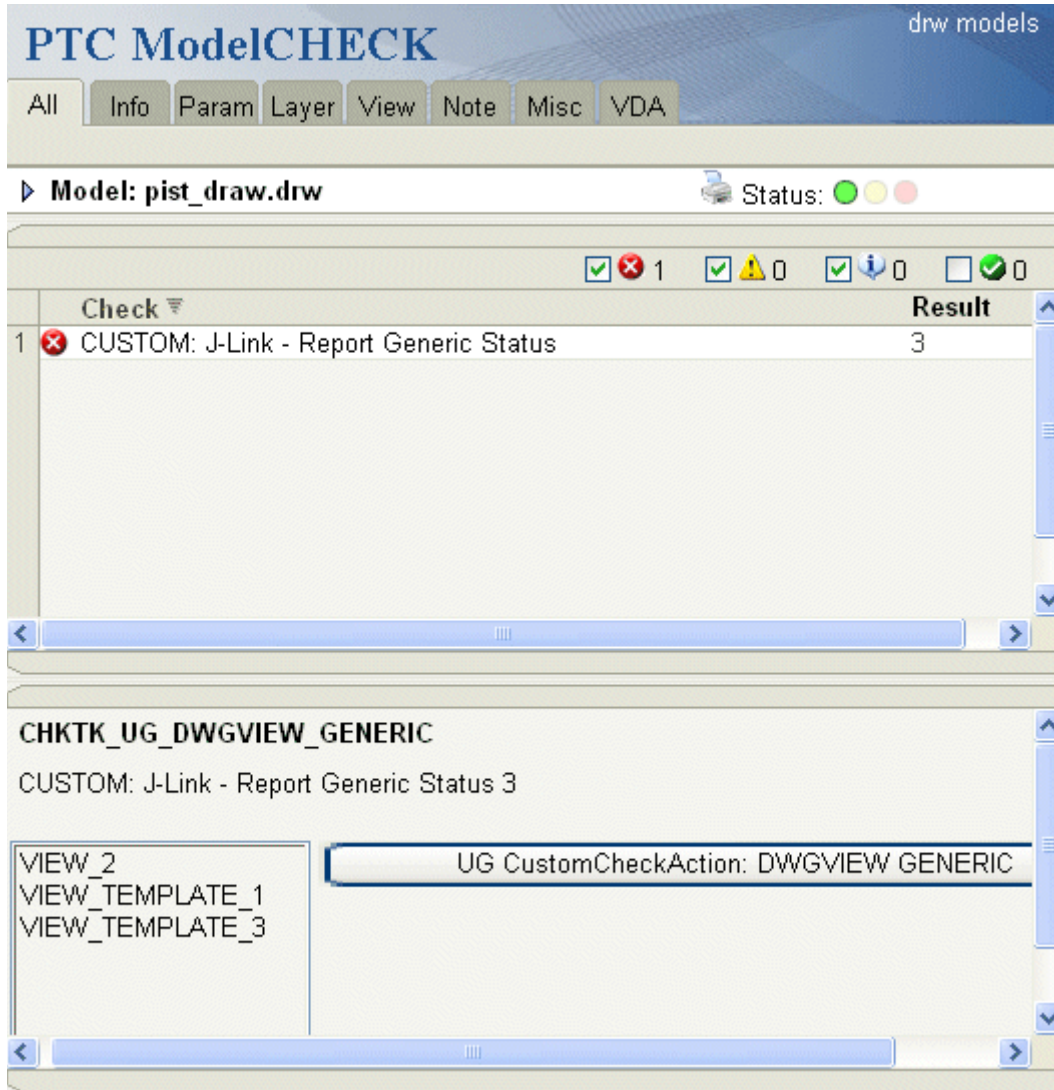 drw models
PTC ModelCHECK
All Info Param Layer View Note Misc VDA
Model: pist_draw.drw Status:
1 0 0 0
Check Result
1 CUSTOM: J-Link - Report Generic Status 3
CHKTK_UG_DWGVIEW_GENERIC
CUSTOM: J-Link - Report Generic Status 3
VIEW_2 UG CustomCheckAction: DWGVIEW GENERIC
VIEW_TEMPLATE_1
VIEW_TEMPLATE_3